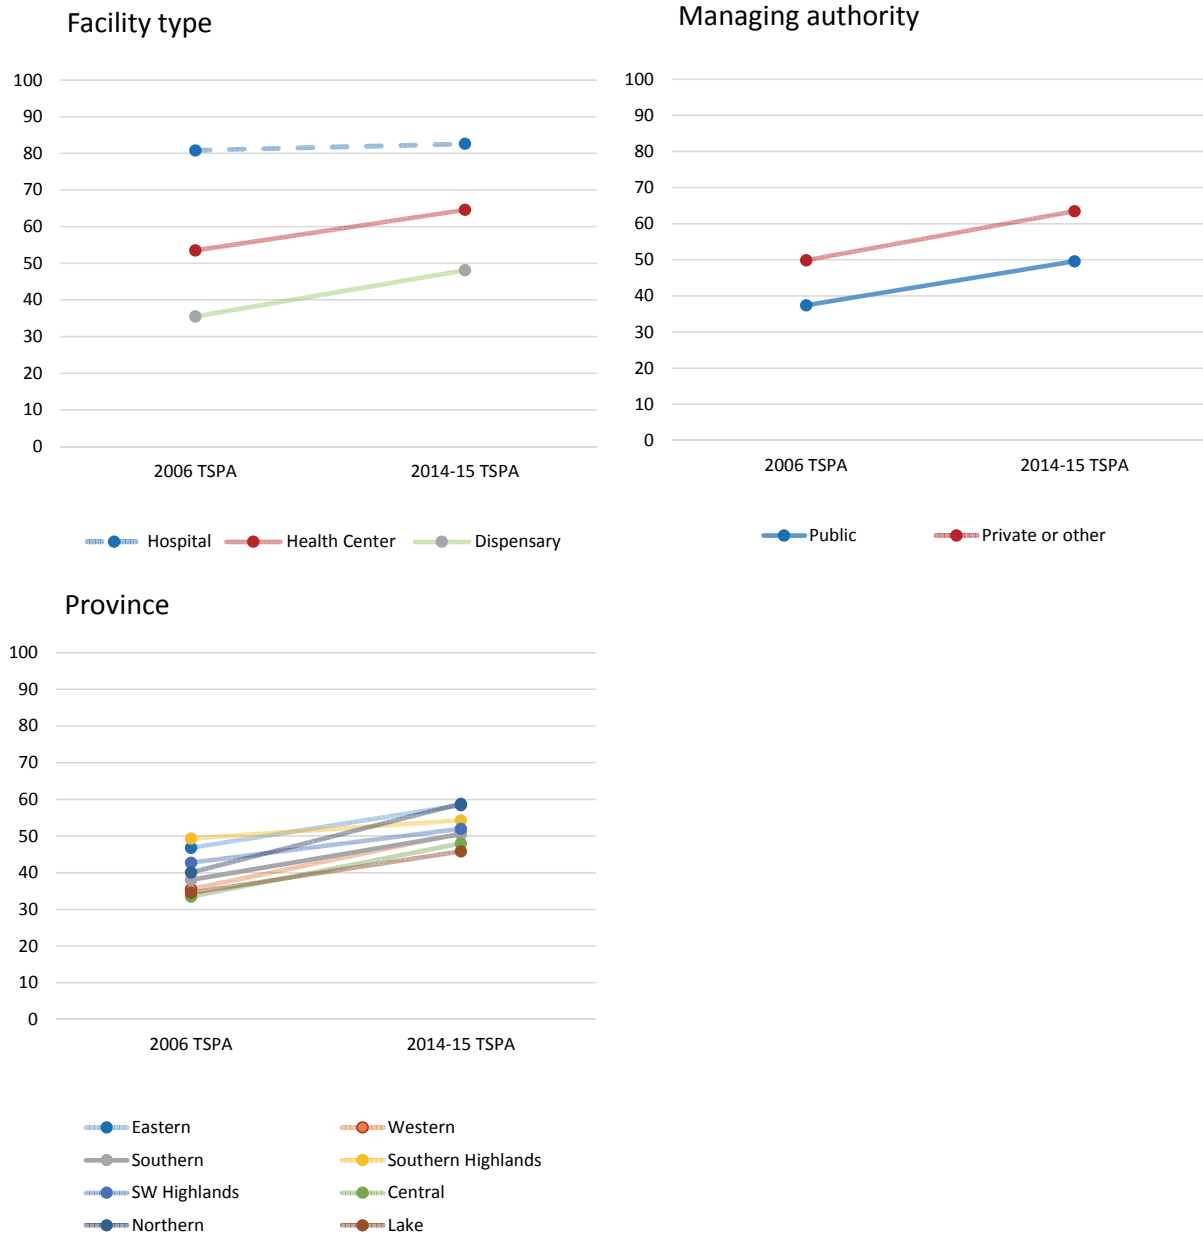 Facility type
100
90
80
70
60
50
40
30
20
10
0
2006 TSPA 2014-15 TSPA
Hospital Health Center Dispensary
Managing authority
100
90
80
70
60
50
40
30
20
10
0
2006 TSPA 2014-15 TSPA
Public Private or other
Province
100
90
80
70
60
50
40
30
20
10
0
2006 TSPA 2014-15 TSPA
Eastern Western
Southern Southern Highlands
SW Highlands Central
Northern Lake